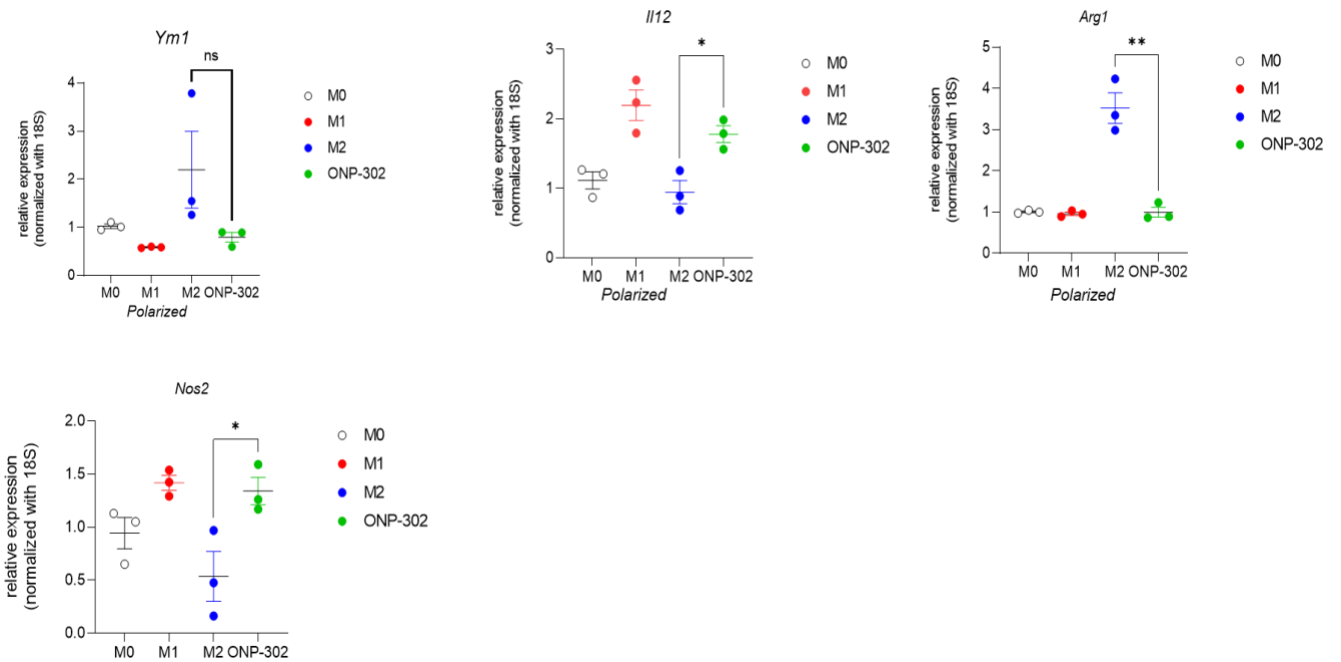 Ym1
ns
relative expression
(normalized with 18S)
4
3
2
1
0
M0 M1 M2 ONP-302
Polarized
M0
M1
M2
ONP-302
Il12
*
relative expression
(normalized with 18S)
3
2
1
0
M0 M1 M2 ONP-302
Polarized
M0
M1
M2
ONP-302
Arg1
**
relative expression
(normalized with 18S)
5
4
3
2
1
0
M0 M1 M2 ONP-302
Polarized
M0
M1
M2
ONP-302
Nos2
*
relative expression
(normalized with 18S)
2.0
1.5
1.0
0.5
0.0
M0 M1 M2 ONP-302
M0
M1
M2
ONP-302